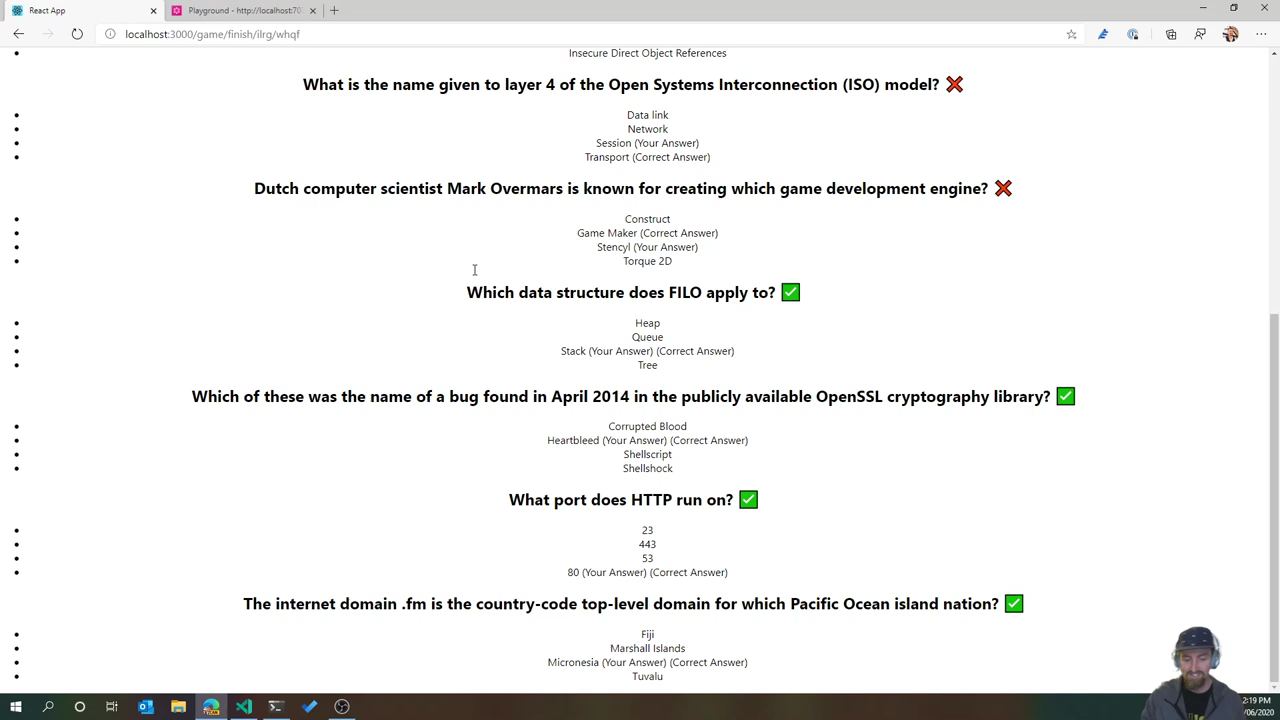 React App
Playground - http://localhost:70
localhost:3000/game/finish/ilrg/whqf
Insecure Direct Object References
What is the name given to layer 4 of the Open Systems Interconnection (ISO) model? ❌
Data link
Network
Session (Your Answer)
Transport (Correct Answer)
Dutch computer scientist Mark Overmars is known for creating which game development engine? ❌
Construct
Game Maker (Correct Answer)
Stencyl (Your Answer)
Torque 2D
Which data structure does FILO apply to? ✅
Heap
Queue
Stack (Your Answer) (Correct Answer)
Tree
Which of these was the name of a bug found in April 2014 in the publicly available OpenSSL cryptography library? ✅
Corrupted Blood
Heartbleed (Your Answer) (Correct Answer)
Shellscript
Shellshock
What port does HTTP run on? ✅
23
443
53
80 (Your Answer) (Correct Answer)
The internet domain .fm is the country-code top-level domain for which Pacific Ocean island nation? ✅
Fiji
Marshall Islands
Micronesia (Your Answer) (Correct Answer)
Tuvalu
2:19 PM
/06/2020